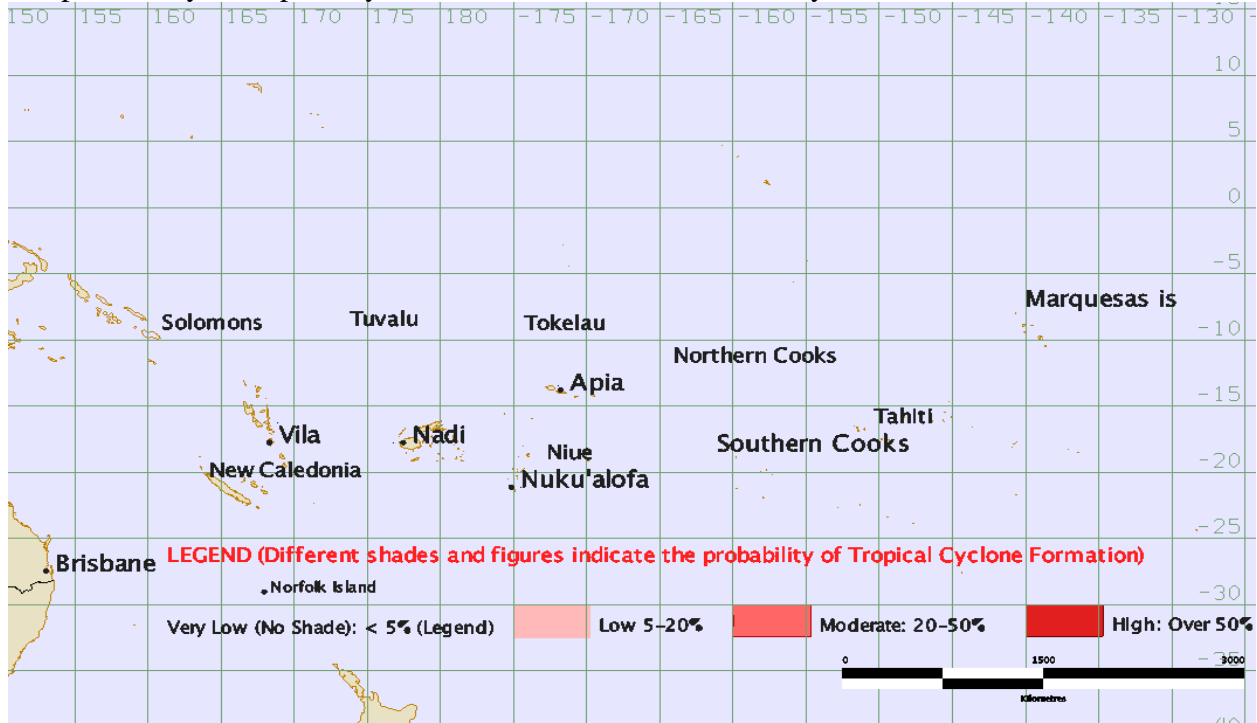 150 155 160 165 170 175 180 -175 -170 -165 -160 -155 -150 -145 -140 -135 -130
10
5
0
-5
Marquesas is
Solomons Tuvalu Tokelau
-10
Northern Cooks
Apia
-15
Tahiti
Vila Nadi Southern Cooks
Niue
New Caledonia -20
Nuku'alofa
-25
LEGEND (Different shades and figures indicate the probability of Tropical Cyclone Formation)
Brisbane
Norfolk Island
-30
Very Low (No Shade): < 5% (Legend) Low 5-20% Moderate: 20-50% High: Over 50%
-35
0 1500 3000
Kilometres